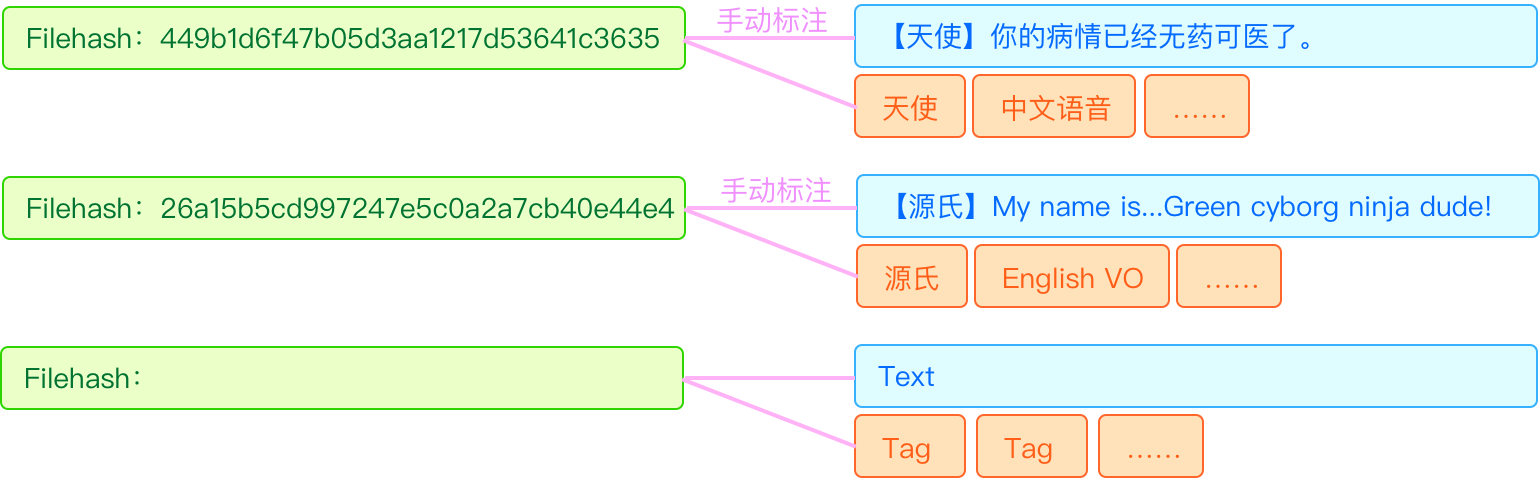 Filehash：449b1d6f47b05d3aa1217d53641c3635
手动标注
【天使】你的病情已经无药可医了。
天使
中文语音
……
Filehash：26a15b5cd997247e5c0a2a7cb40e44e4
手动标注
【源氏】My name is...Green cyborg ninja dude!
源氏
English VO
……
Filehash：
Text
Tag
Tag
……